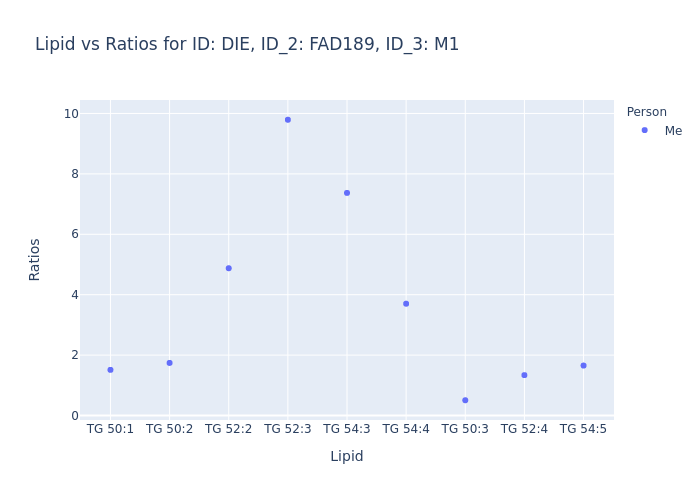 Lipid vs Ratios for ID: DIE, ID_2: FAD189, ID_3: M1
Person
Me
Ratios
10
8
6
4
2
0
TG 50:1 TG 50:2 TG 52:2 TG 52:3 TG 54:3 TG 54:4 TG 50:3 TG 52:4 TG 54:5
Lipid